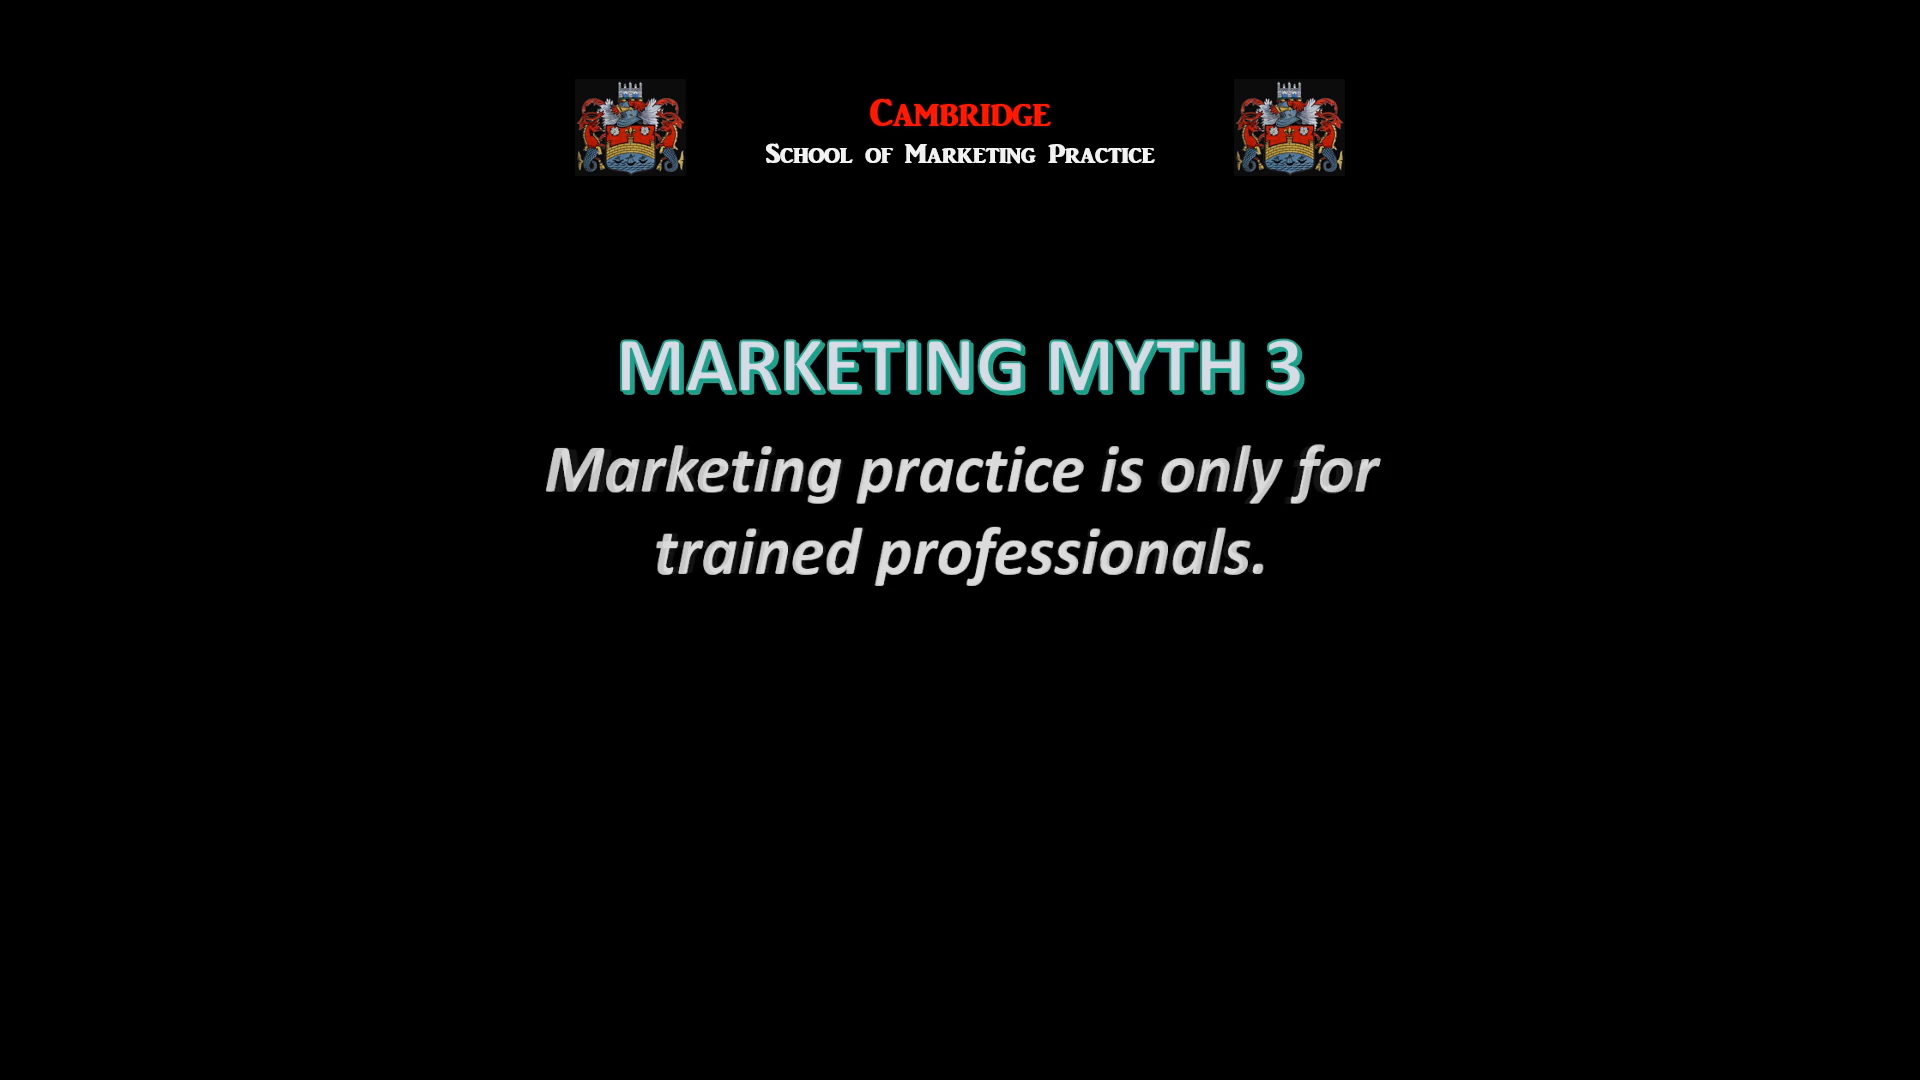 Cambridge
School of Marketing Practice
MARKETING MYTH 3
Marketing practice is only for
trained professionals.